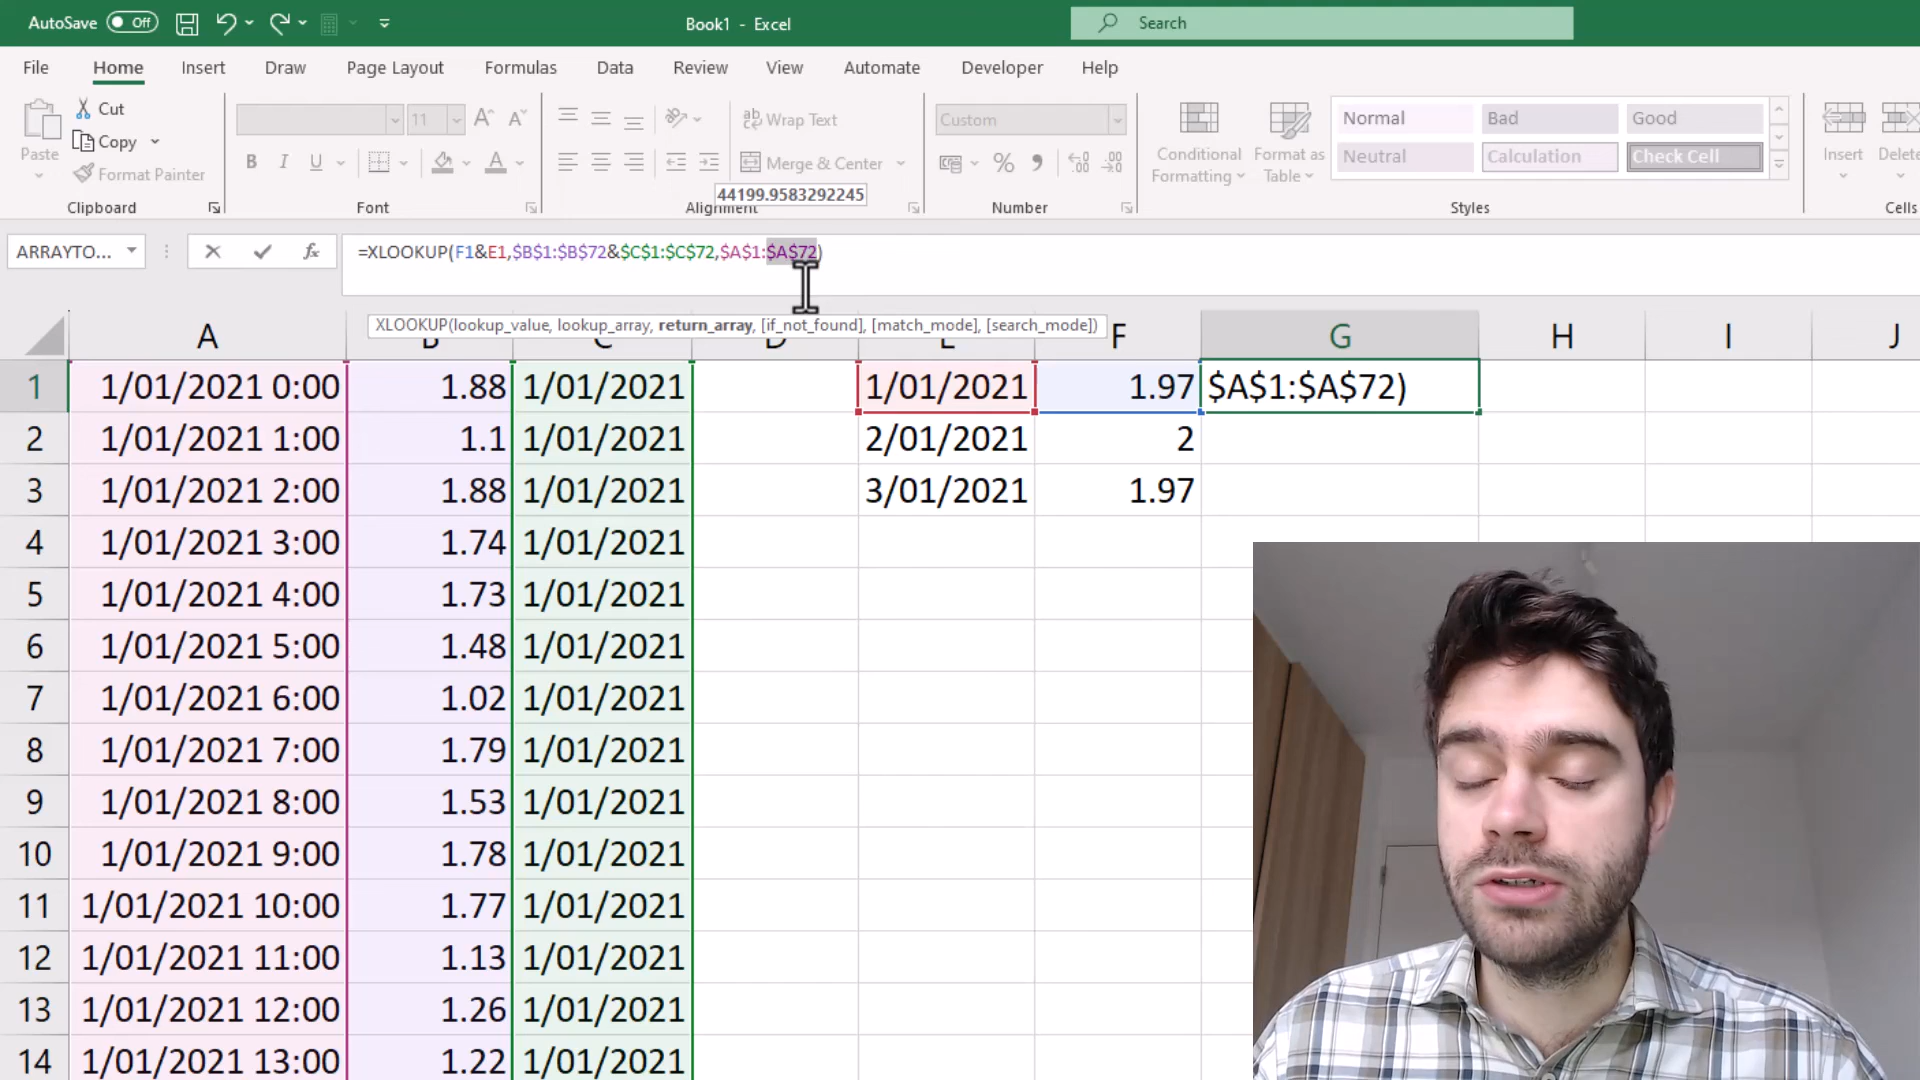 AutoSave Off Book1 - Excel Search
File Home Insert Draw Page Layout Formulas Data Review View Automate Developer Help
Paste Cut Copy Format Painter Clipboard
11 B I U Font
Wrap Text Merge & Center Alignment
44199.9583292245
Custom % Number
Conditional Formatting Format as Table
Normal Bad Good
Neutral Calculation Check Cell
Styles
Insert Delete
Cells
ARRAYTO... fx =XLOOKUP(F1&E1,$B$1:$B$72&$C$1:$C$72,$A$1:$A$72)
XLOOKUP(lookup_value, lookup_array, return_array, [if_not_found], [match_mode], [search_mode])
A B C D E F G H I J
1 1/01/2021 0:00 1.88 1/01/2021 1/01/2021 1.97 $A$1:$A$72)
2 1/01/2021 1:00 1.1 1/01/2021 2/01/2021 2
3 1/01/2021 2:00 1.88 1/01/2021 3/01/2021 1.97
4 1/01/2021 3:00 1.74 1/01/2021
5 1/01/2021 4:00 1.73 1/01/2021
6 1/01/2021 5:00 1.48 1/01/2021
7 1/01/2021 6:00 1.02 1/01/2021
8 1/01/2021 7:00 1.79 1/01/2021
9 1/01/2021 8:00 1.53 1/01/2021
10 1/01/2021 9:00 1.78 1/01/2021
11 1/01/2021 10:00 1.77 1/01/2021
12 1/01/2021 11:00 1.13 1/01/2021
13 1/01/2021 12:00 1.26 1/01/2021
14 1/01/2021 13:00 1.22 1/01/2021